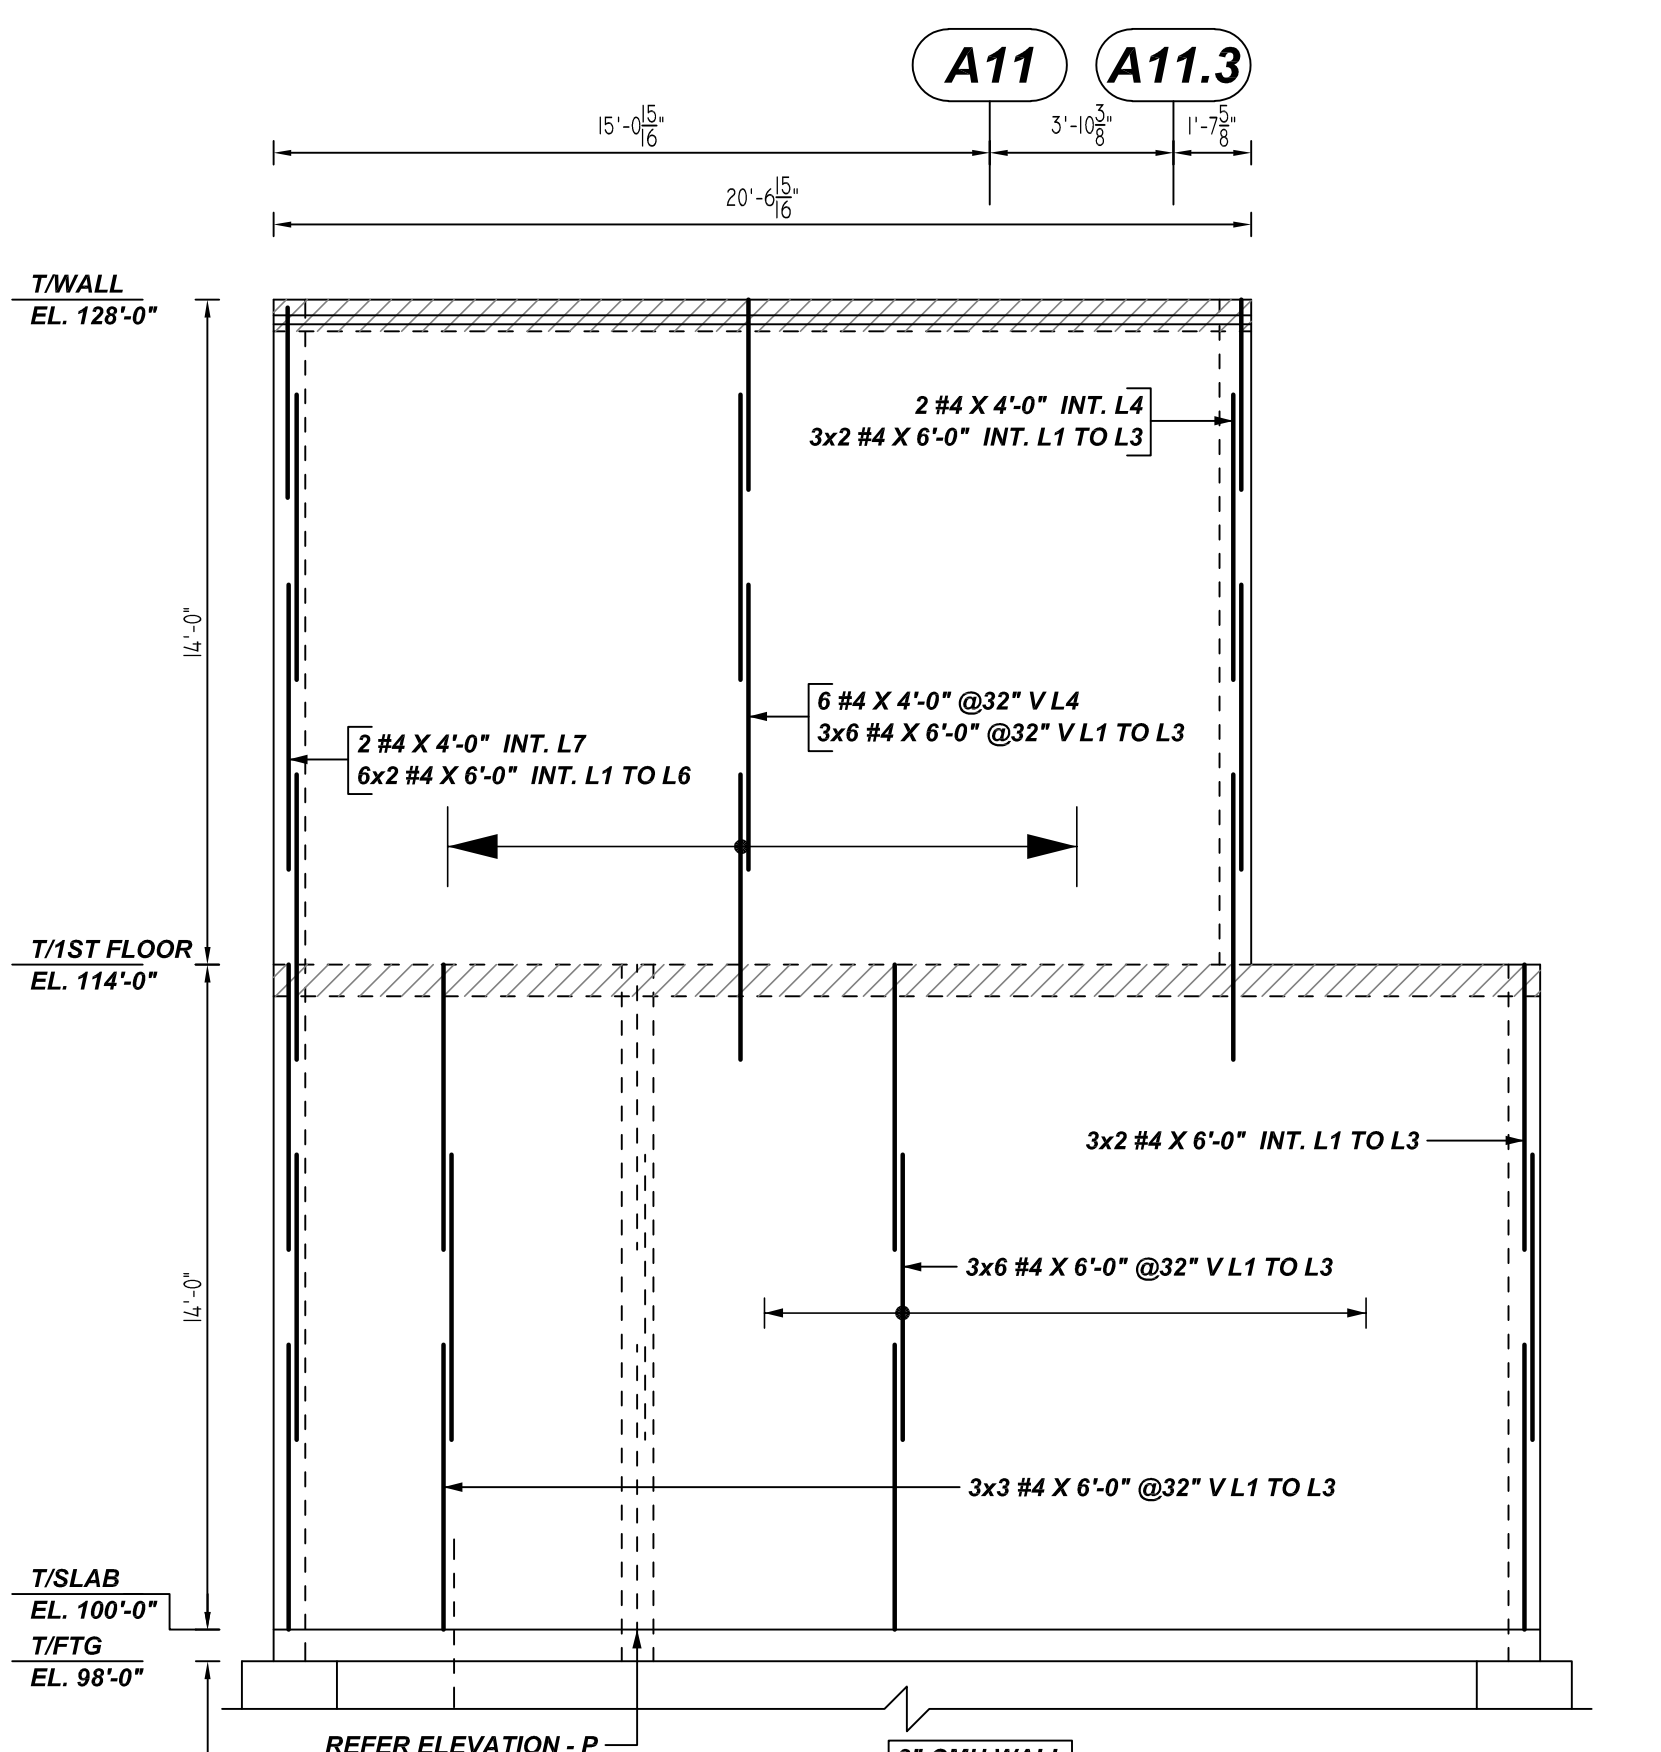 A11
A11.3
15'-0 15/16"
3'-10 3/8"
1'-7 5/8"
20'-6 15/16"
T/WALL
EL. 128'-0"
2 #4 X 4'-0" INT. L4
3x2 #4 X 6'-0" INT. L1 TO L3
14'-0"
6 #4 X 4'-0" @32" V L4
3x6 #4 X 6'-0" @32" V L1 TO L3
2 #4 X 4'-0" INT. L7
6x2 #4 X 6'-0" INT. L1 TO L6
T/1ST FLOOR
EL. 114'-0"
3x2 #4 X 6'-0" INT. L1 TO L3
3x6 #4 X 6'-0" @32" V L1 TO L3
14'-0"
3x3 #4 X 6'-0" @32" V L1 TO L3
T/SLAB
EL. 100'-0"
T/FTG
EL. 98'-0"
REFER ELEVATION - P
8" CMU WALL